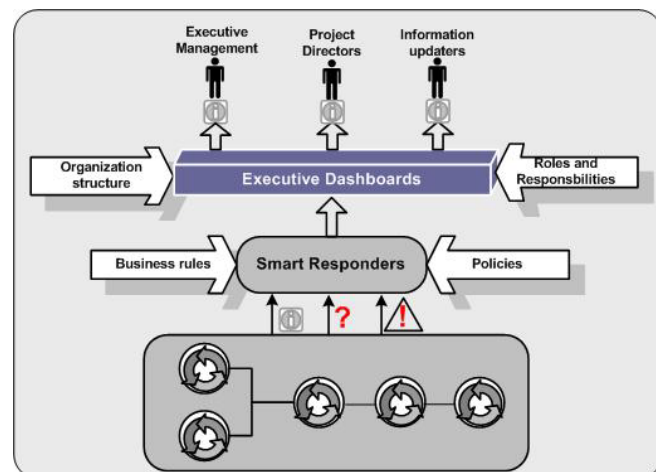 Executive
Management
Project
Directors
Information
updaters
Organization
structure
Executive Dashboards
Roles and
Responsbilities
Business rules
Smart Responders
Policies
?
!